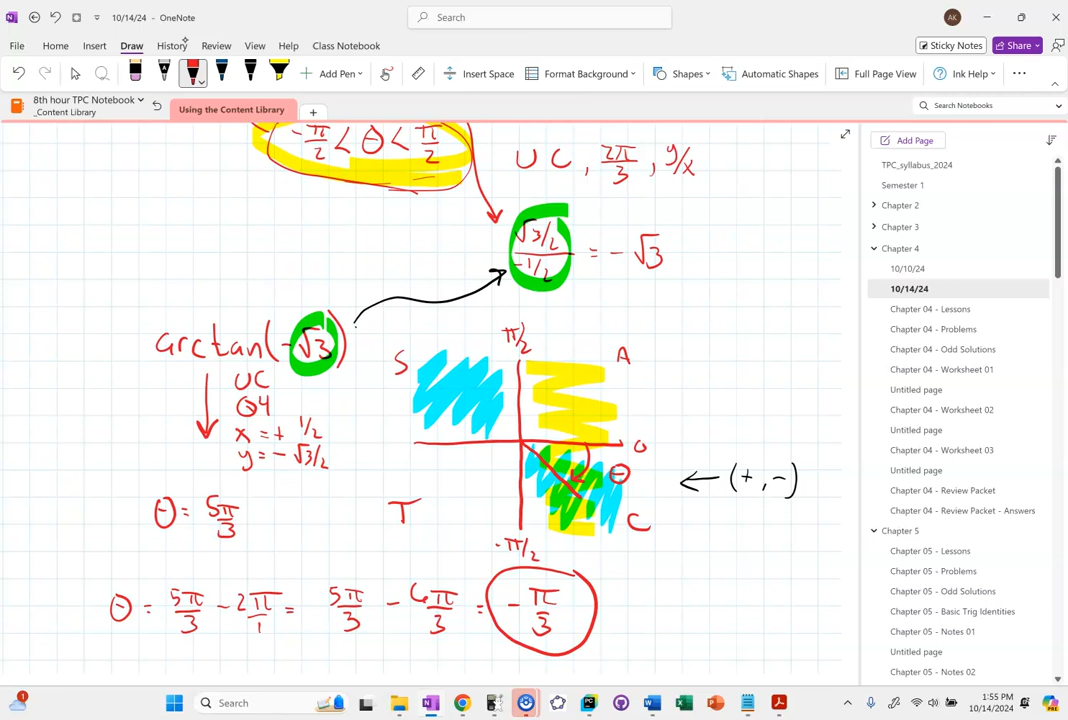 10/14/24 - OneNote
Search
AK
File Home Insert Draw History Review View Help Class Notebook
Sticky Notes
Share
Add Pen
Insert Space
Format Background
Shapes
Automatic Shapes
Full Page View
Ink Help
8th hour TPC Notebook
_Content Library
Using the Content Library
Search Notebooks
-π/2 < Θ < π/2
UC, 2π/3, y/x
(√3/2)/(-1/2) = -√3
arctan(-√3)
UC
Q4
x = + 1/2
y = - √3/2
Θ = 5π/3
π/2
S
A
0
Θ
← (+, -)
T
C
-π/2
Θ = 5π/3 - 2π/1 = 5π/3 - 6π/3 = -π/3
Add Page
TPC_syllabus_2024
Semester 1
Chapter 2
Chapter 3
Chapter 4
10/10/24
10/14/24
Chapter 04 - Lessons
Chapter 04 - Problems
Chapter 04 - Odd Solutions
Chapter 04 - Worksheet 01
Untitled page
Chapter 04 - Worksheet 02
Untitled page
Chapter 04 - Worksheet 03
Untitled page
Chapter 04 - Review Packet
Chapter 04 - Review Packet - Answers
Chapter 5
Chapter 05 - Lessons
Chapter 05 - Problems
Chapter 05 - Odd Solutions
Chapter 05 - Basic Trig Identities
Chapter 05 - Notes 01
Untitled page
Chapter 05 - Notes 02
1
Search
1:55 PM
10/14/2024